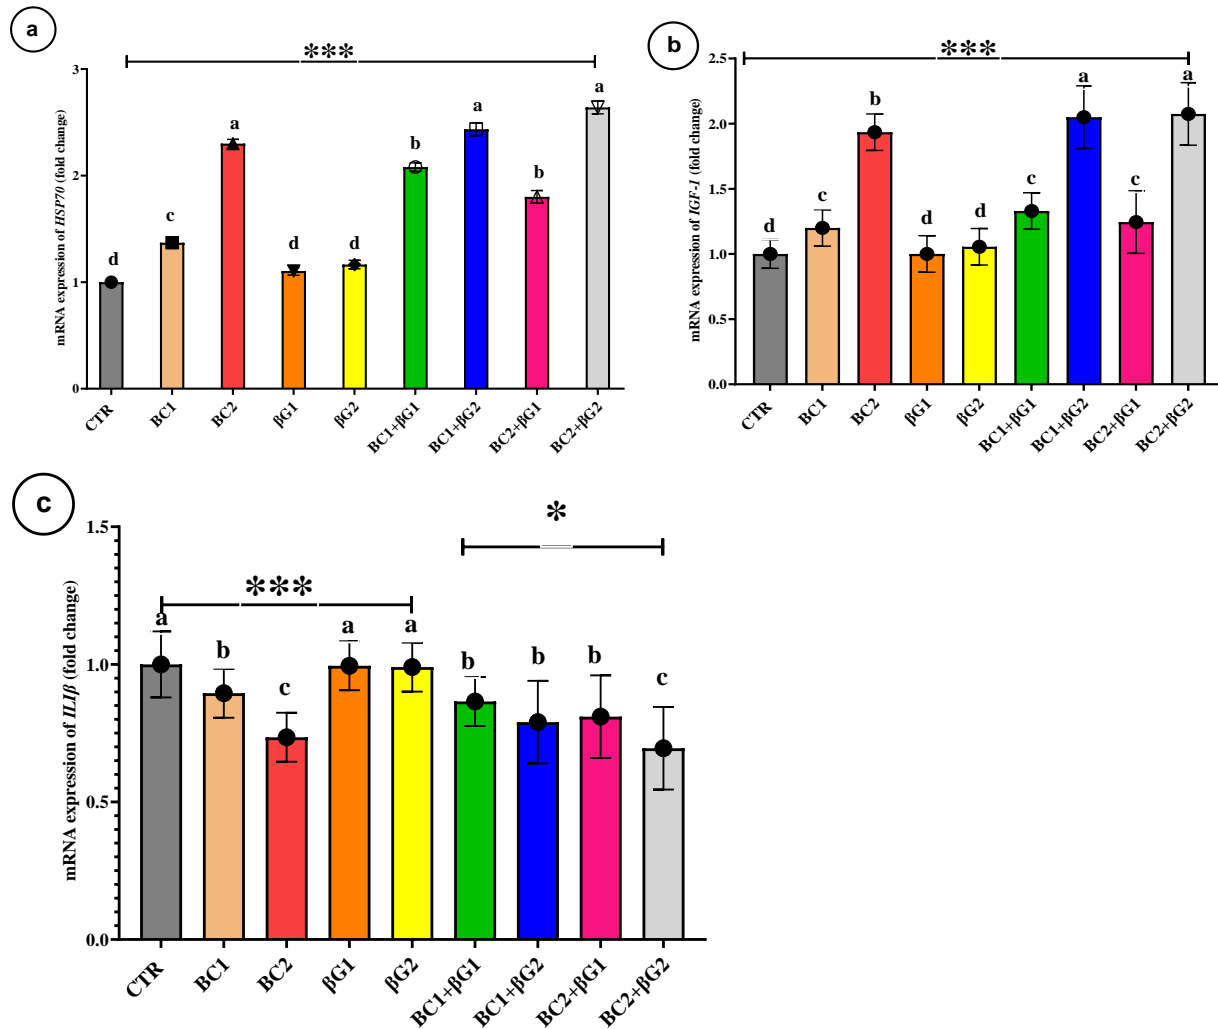 a
***
mRNA expression of HSP70 (fold change)
3
2
1
0
d
c
a
d
d
b
a
b
a
CTR
BC1
BC2
βG1
βG2
BC1+βG1
BC1+βG2
BC2+βG1
BC2+βG2
b
***
mRNA expression of IGF-1 (fold change)
2.5
2.0
1.5
1.0
0.5
0.0
d
c
b
d
d
c
a
c
a
CTR
BC1
BC2
βG1
βG2
BC1+βG1
BC1+βG2
BC2+βG1
BC2+βG2
c
***
*
mRNA expression of IL1β (fold change)
1.5
1.0
0.5
0.0
a
b
c
a
a
b
b
b
c
CTR
BC1
BC2
βG1
βG2
BC1+βG1
BC1+βG2
BC2+βG1
BC2+βG2